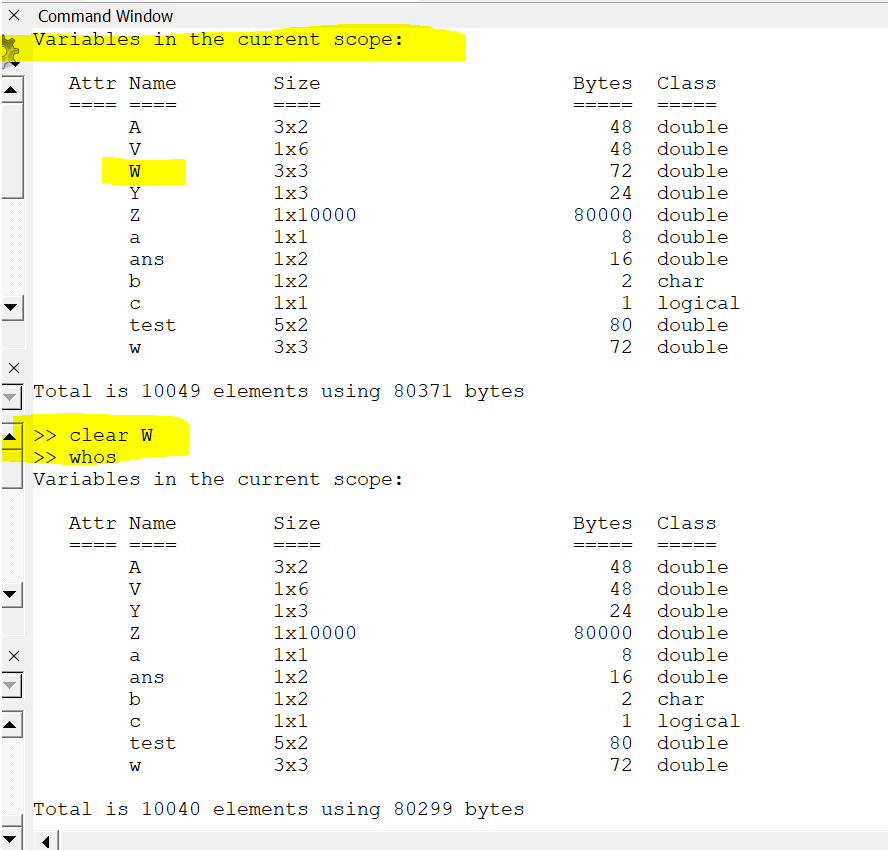 Command Window
Variables in the current scope:
Attr Name Size Bytes Class
==== ==== ==== ===== =====
A 3x2 48 double
V 1x6 48 double
W 3x3 72 double
Y 1x3 24 double
Z 1x10000 80000 double
a 1x1 8 double
ans 1x2 16 double
b 1x2 2 char
c 1x1 1 logical
test 5x2 80 double
w 3x3 72 double
Total is 10049 elements using 80371 bytes
>> clear W
>> whos
Variables in the current scope:
Attr Name Size Bytes Class
==== ==== ==== ===== =====
A 3x2 48 double
V 1x6 48 double
Y 1x3 24 double
Z 1x10000 80000 double
a 1x1 8 double
ans 1x2 16 double
b 1x2 2 char
c 1x1 1 logical
test 5x2 80 double
w 3x3 72 double
Total is 10040 elements using 80299 bytes